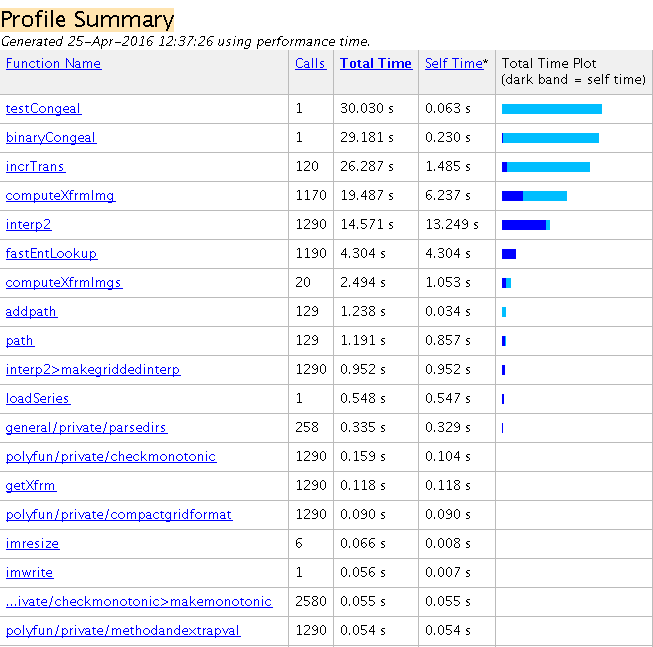 Profile Summary
Generated 25-Apr-2016 12:37:26 using performance time.
Function Name Calls Total Time Self Time* Total Time Plot
(dark band = self time)
testCongeal 1 30.030 s 0.063 s
binaryCongeal 1 29.181 s 0.230 s
incrTrans 120 26.287 s 1.485 s
computeXfrmImg 1170 19.487 s 6.237 s
interp2 1290 14.571 s 13.249 s
fastEntLookup 1190 4.304 s 4.304 s
computeXfrmImgs 20 2.494 s 1.053 s
addpath 129 1.238 s 0.034 s
path 129 1.191 s 0.857 s
interp2>makegriddedinterp 1290 0.952 s 0.952 s
loadSeries 1 0.548 s 0.547 s
general/private/parsedirs 258 0.335 s 0.329 s
polyfun/private/checkmonotonic 1290 0.159 s 0.104 s
getXfrm 1290 0.118 s 0.118 s
polyfun/private/compactgridformat 1290 0.090 s 0.090 s
imresize 6 0.066 s 0.008 s
imwrite 1 0.056 s 0.007 s
...ivate/checkmonotonic>makemonotonic 2580 0.055 s 0.055 s
polyfun/private/methodandextrapval 1290 0.054 s 0.054 s